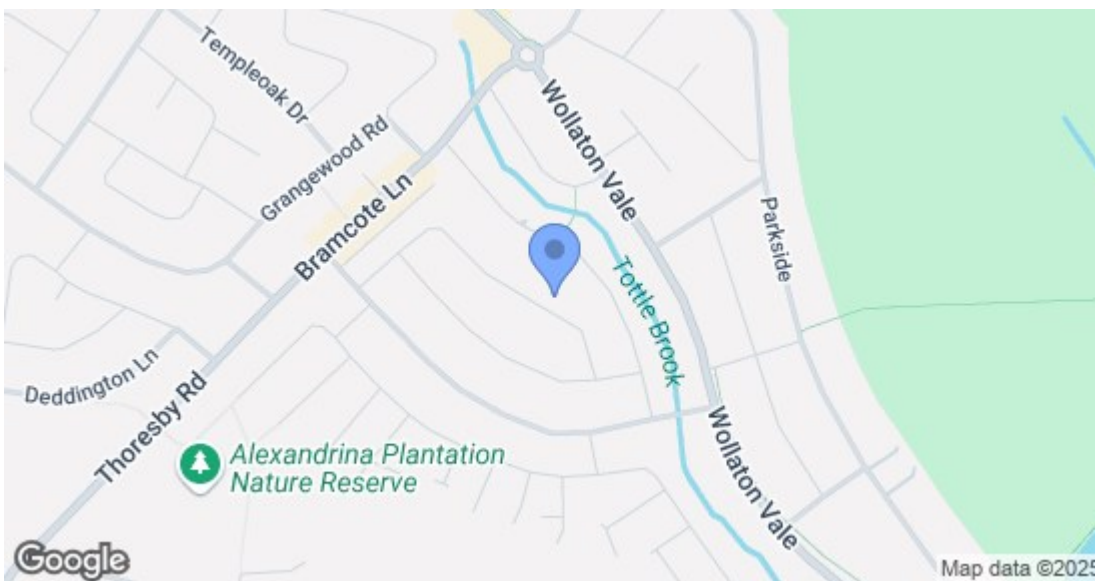 Templeoak Dr
Grangewood Rd
Wollaton Vale
Bramcote Ln
Parkside
Tottle Brook
Deddington Ln
Thoresby Rd
Alexandrina Plantation
Nature Reserve
Wollaton Vale
Google
Map data ©2025